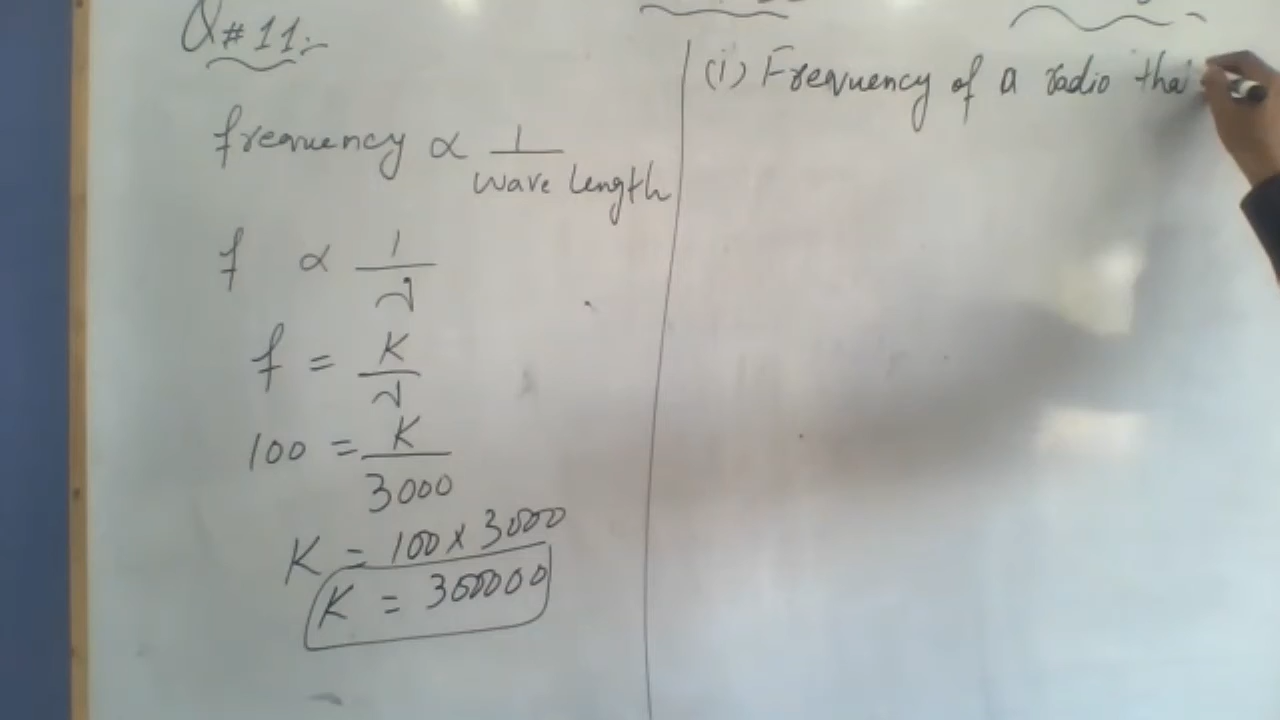 Q#11:-
frequency ∝ 1 / wave length
f ∝ 1 / λ
f = K / λ
100 = K / 3000
K = 100 x 3000
K = 300000
(i) Frequency of a radio tha